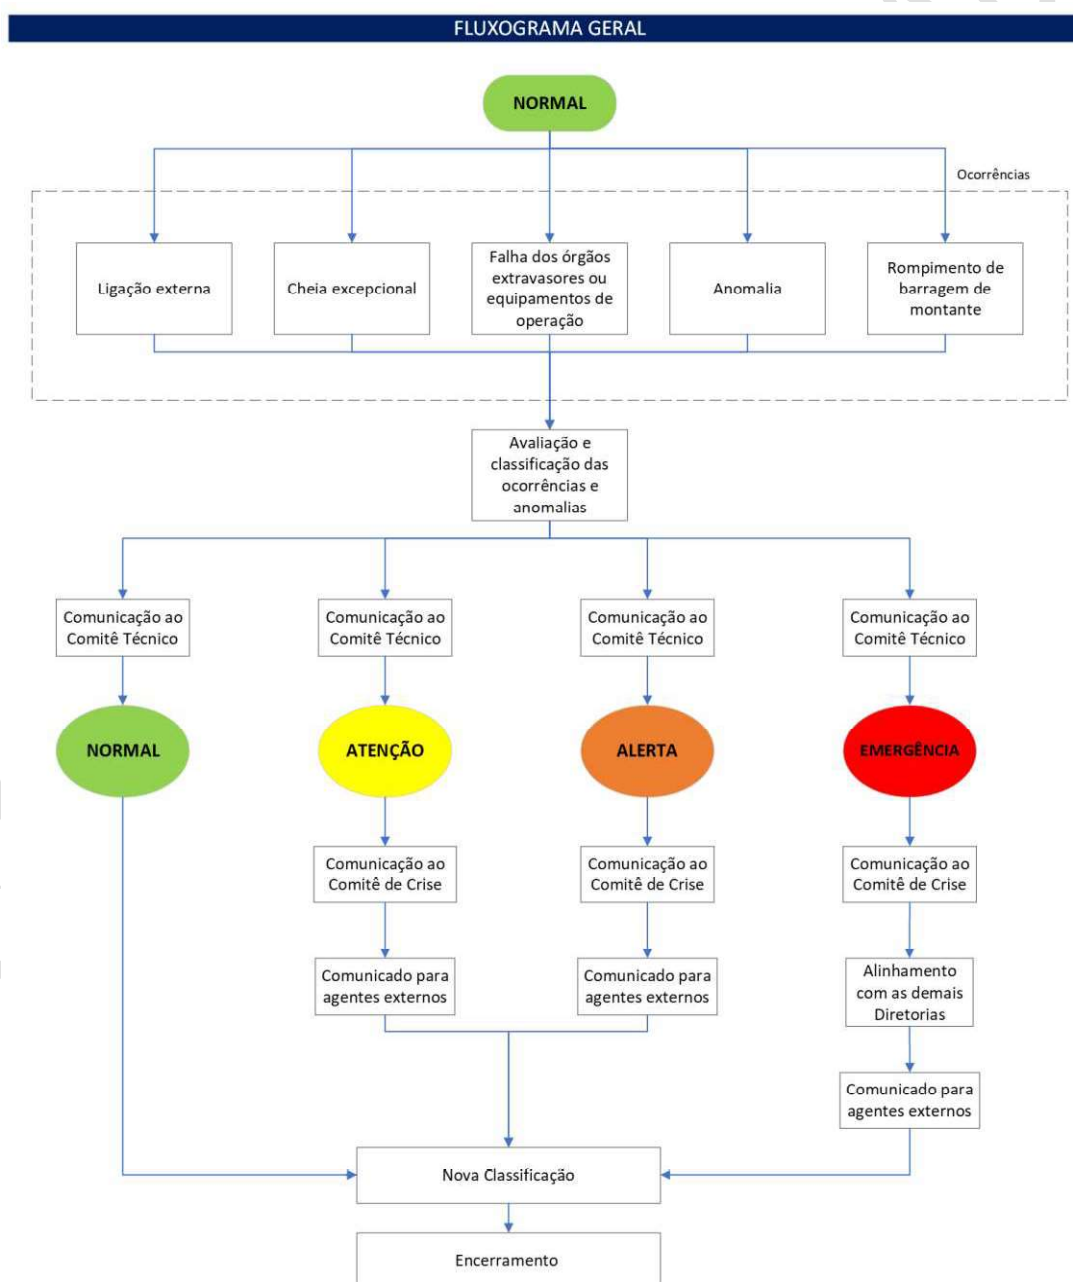 FLUXOGRAMA GERAL
NORMAL
Ocorrências
Ligação externa
Cheia excepcional
Falha dos órgãos
extravasores ou
equipamentos de
operação
Anomalia
Rompimento de
barragem de
montante
Avaliação e
classificação das
ocorrências e
anomalias
Comunicação ao
Comitê Técnico
Comunicação ao
Comitê Técnico
Comunicação ao
Comitê Técnico
Comunicação ao
Comitê Técnico
NORMAL
ATENÇÃO
ALERTA
EMERGÊNCIA
Comunicação ao
Comitê de Crise
Comunicação ao
Comitê de Crise
Comunicação ao
Comitê de Crise
Comunicado para
agentes externos
Comunicado para
agentes externos
Alinhamento
com as demais
Diretorias
Comunicado para
agentes externos
Nova Classificação
Encerramento